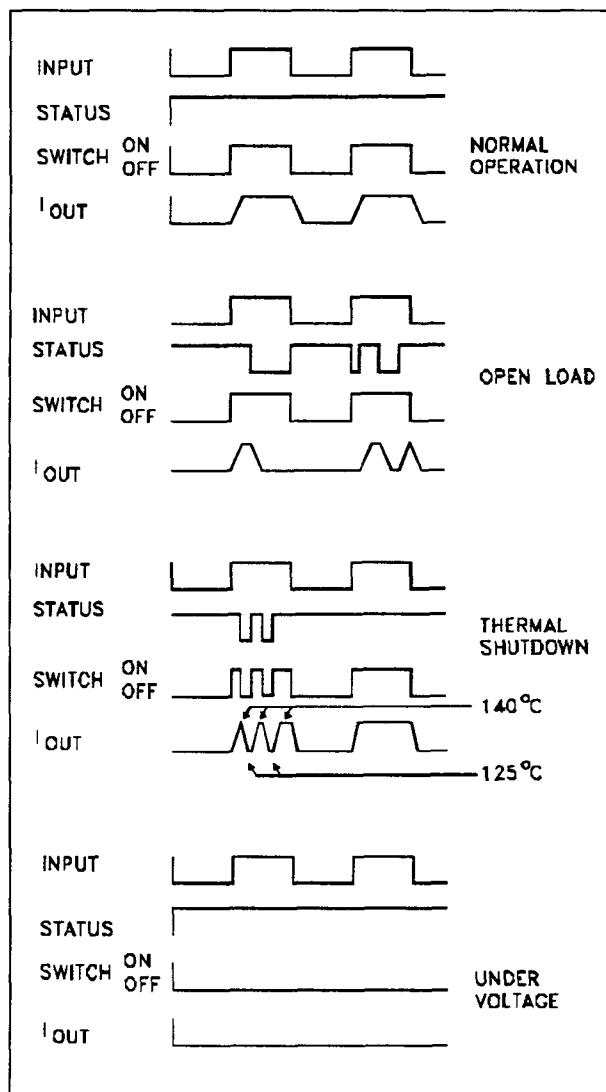 INPUT
STATUS
SWITCH ON
OFF
NORMAL
OPERATION
I OUT
INPUT
STATUS
OPEN LOAD
SWITCH ON
OFF
I OUT
INPUT
STATUS
THERMAL
SHUTDOWN
SWITCH ON
OFF
140°C
I OUT
125°C
INPUT
STATUS
SWITCH ON
OFF
UNDER
VOLTAGE
I OUT